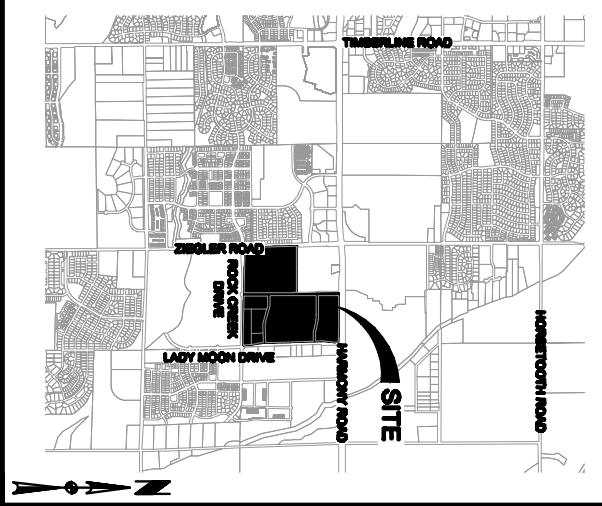 TIMBERLINE ROAD
ZIEGLER ROAD
ROCK CREEK
DRIVE
LADY MOON DRIVE
HARMONY ROAD
SITE
HORSETOOTH ROAD
N